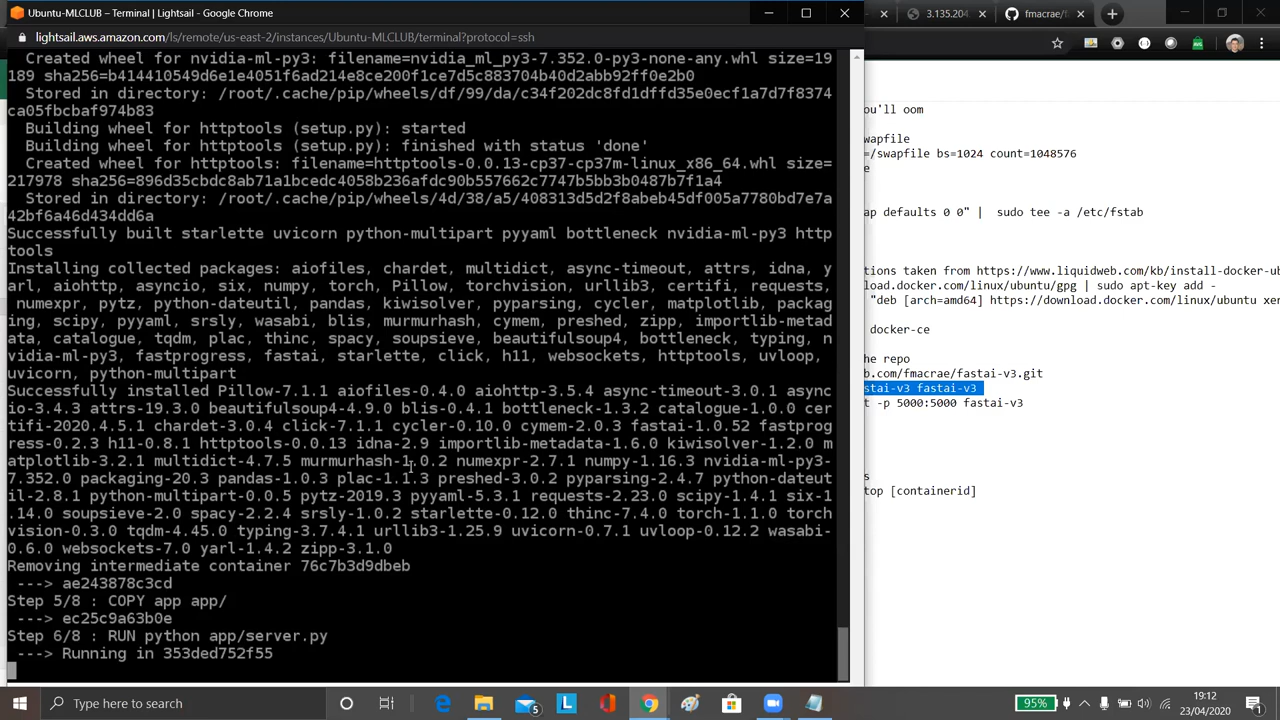 Ubuntu-MLCLUB – Terminal | Lightsail - Google Chrome
lightsail.aws.amazon.com/ls/remote/us-east-2/instances/Ubuntu-MLCLUB/terminal?protocol=ssh
Created wheel for nvidia-ml-py3: filename=nvidia_ml_py3-7.352.0-py3-none-any.whl size=19
189 sha256=b414410549d6e1e4051f6ad214e8ce200f1ce7d5c883704b40d2abb92ff0e2b0
Stored in directory: /root/.cache/pip/wheels/df/99/da/c34f202dc8fd1dffd35e0ecf1a7d7f8374
ca05fbcbaf974b83
Building wheel for httptools (setup.py): started
Building wheel for httptools (setup.py): finished with status 'done'
Created wheel for httptools: filename=httptools-0.0.13-cp37-cp37m-linux_x86_64.whl size=
217978 sha256=896d35cbdc8ab71a1bcedc4058b236afdc90b557662c7747b5bb3b0487b7f1a4
Stored in directory: /root/.cache/pip/wheels/4d/38/a5/408313d5d2f8abeb45df005a7780bd7e7a
42bf6a46d434dd6a
Successfully built starlette uvicorn python-multipart pyyaml bottleneck nvidia-ml-py3 http
tools
Installing collected packages: aiofiles, chardet, multidict, async-timeout, attrs, idna, y
arl, aiohttp, asyncio, six, numpy, torch, Pillow, torchvision, urllib3, certifi, requests,
numexpr, pytz, python-dateutil, pandas, kiwisolver, pyparsing, cycler, matplotlib, packag
ing, scipy, pyyaml, srsly, wasabi, blis, murmurhash, cymem, preshed, zipp, importlib-metad
ata, catalogue, tqdm, plac, thinc, spacy, soupsieve, beautifulsoup4, bottleneck, typing, n
vidia-ml-py3, fastprogress, fastai, starlette, click, h11, websockets, httptools, uvloop,
uvicorn, python-multipart
Successfully installed Pillow-7.1.1 aiofiles-0.4.0 aiohttp-3.5.4 async-timeout-3.0.1 async
io-3.4.3 attrs-19.3.0 beautifulsoup4-4.9.0 blis-0.4.1 bottleneck-1.3.2 catalogue-1.0.0 cer
tifi-2020.4.5.1 chardet-3.0.4 click-7.1.1 cycler-0.10.0 cymem-2.0.3 fastai-1.0.52 fastprog
ress-0.2.3 h11-0.8.1 httptools-0.0.13 idna-2.9 importlib-metadata-1.6.0 kiwisolver-1.2.0 m
atplotlib-3.2.1 multidict-4.7.5 murmurhash-1.0.2 numexpr-2.7.1 numpy-1.16.3 nvidia-ml-py3-
7.352.0 packaging-20.3 pandas-1.0.3 plac-1.1.3 preshed-3.0.2 pyparsing-2.4.7 python-dateut
il-2.8.1 python-multipart-0.0.5 pytz-2019.3 pyyaml-5.3.1 requests-2.23.0 scipy-1.4.1 six-1
.14.0 soupsieve-2.0 spacy-2.2.4 srsly-1.0.2 starlette-0.12.0 thinc-7.4.0 torch-1.1.0 torch
vision-0.3.0 tqdm-4.45.0 typing-3.7.4.1 urllib3-1.25.9 uvicorn-0.7.1 uvloop-0.12.2 wasabi-
0.6.0 websockets-7.0 yarl-1.4.2 zipp-3.1.0
Removing intermediate container 76c7b3d9dbeb
---> ae243878c3cd
Step 5/8 : COPY app app/
---> ec25c9a63b0e
Step 6/8 : RUN python app/server.py
---> Running in 353ded752f55
3.135.204
fmacrae/fa
ou'll oom
wapfile
=/swapfile bs=1024 count=1048576
e
ap defaults 0 0" | sudo tee -a /etc/fstab
tions taken from https://www.liquidweb.com/kb/install-docker-ub
load.docker.com/linux/ubuntu/gpg | sudo apt-key add -
"deb [arch=amd64] https://download.docker.com/linux/ubuntu xen
docker-ce
he repo
b.com/fmacrae/fastai-v3.git
stai-v3 fastai-v3
t -p 5000:5000 fastai-v3
s
top [containerid]
Type here to search
5
L
95%
19:12
23/04/2020
1